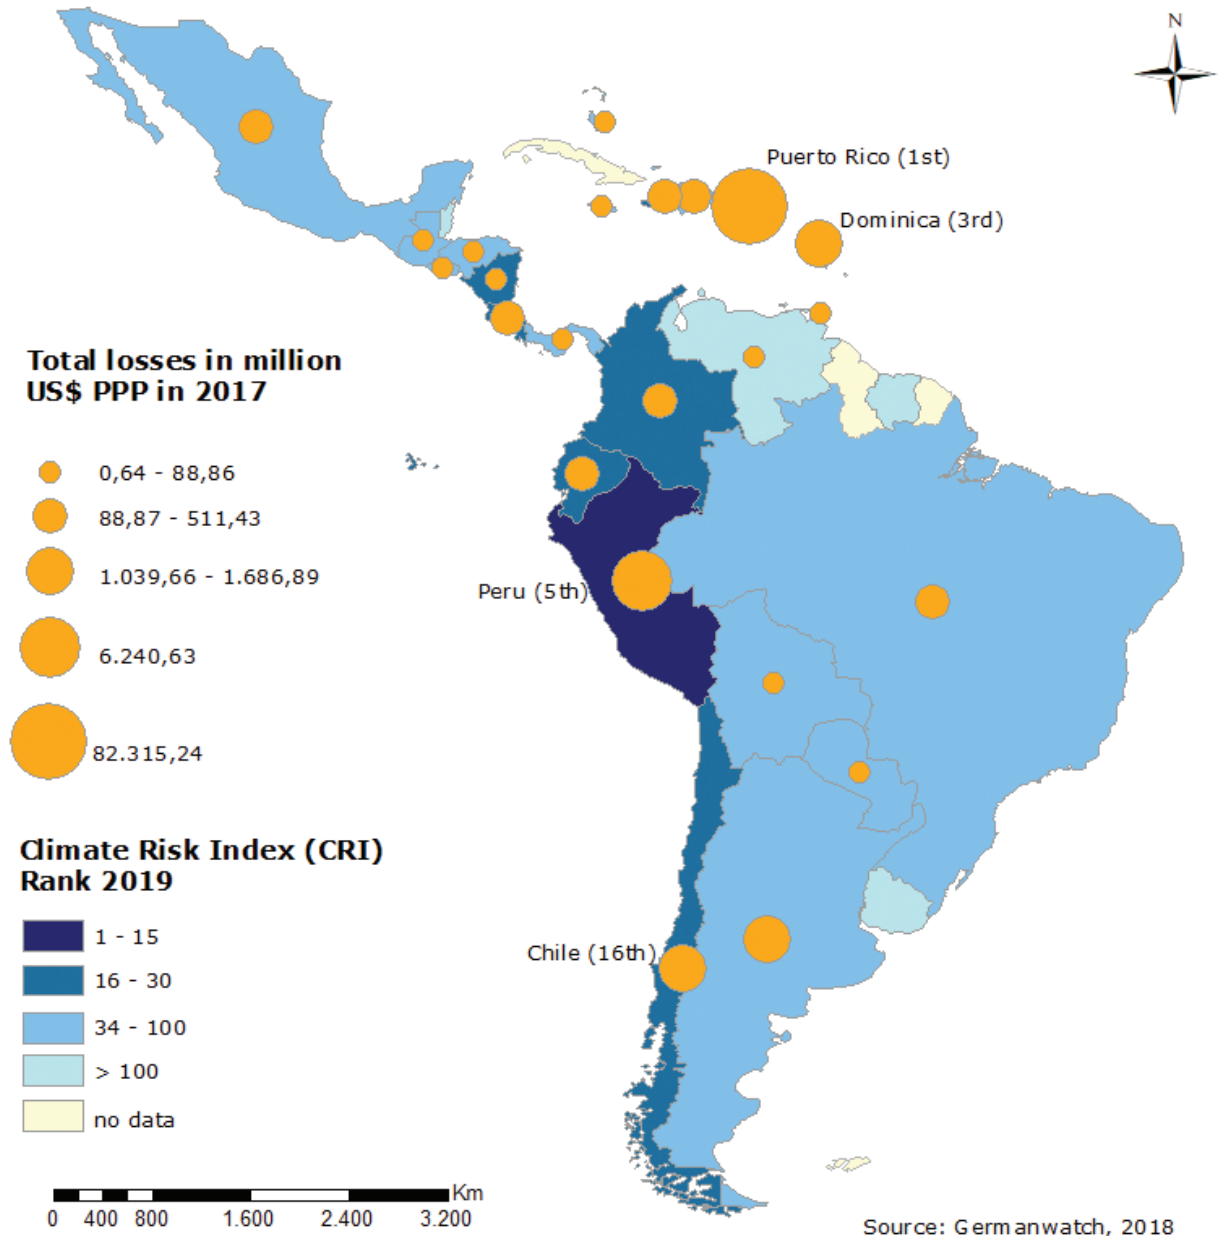 N
Puerto Rico (1st)
Dominica (3rd)
Total losses in million
US$ PPP in 2017
0,64 - 88,86
88,87 - 511,43
1.039,66 - 1.686,89
6.240,63
82.315,24
Peru (5th)
Climate Risk Index (CRI)
Rank 2019
1 - 15
16 - 30
34 - 100
> 100
no data
Chile (16th)
Km
0 400 800 1.600 2.400 3.200
Source: Germanwatch, 2018